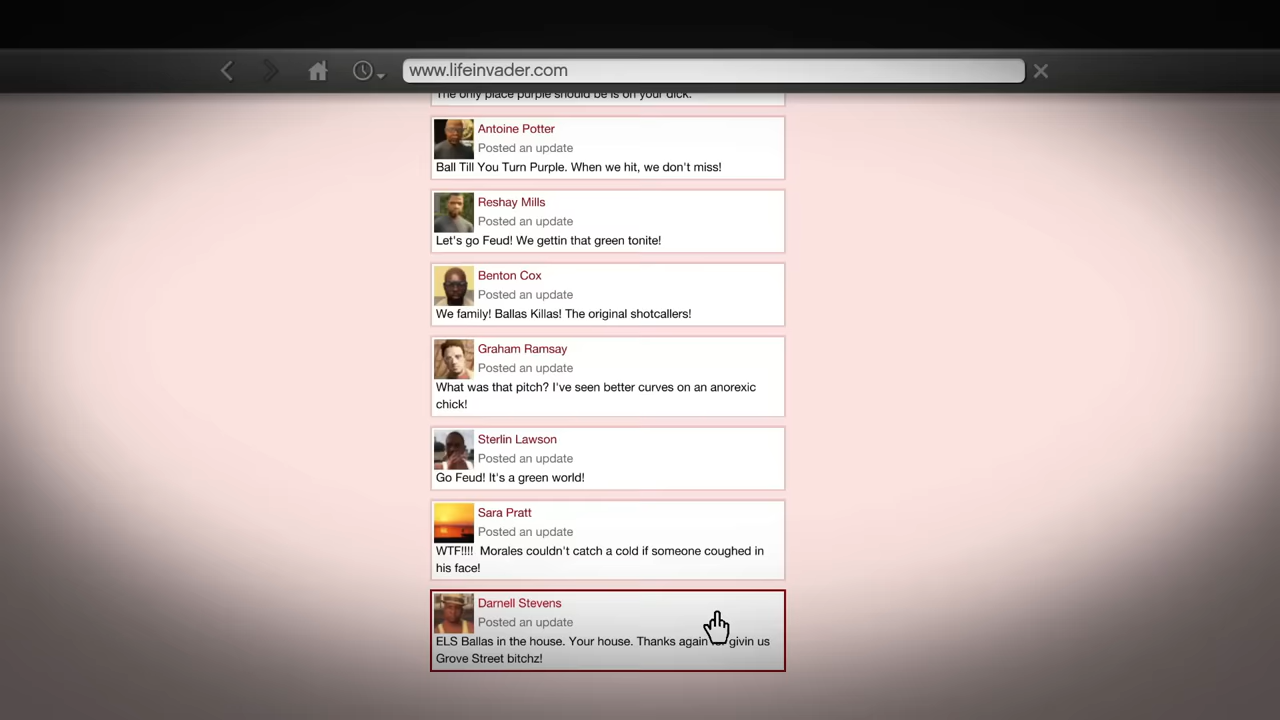 www.lifeinvader.com
The only place purple should be is on your dick.
Antoine Potter
Posted an update
Ball Till You Turn Purple. When we hit, we don't miss!
Reshay Mills
Posted an update
Let's go Feud! We gettin that green tonite!
Benton Cox
Posted an update
We family! Ballas Killas! The original shotcallers!
Graham Ramsay
Posted an update
What was that pitch? I've seen better curves on an anorexic
chick!
Sterlin Lawson
Posted an update
Go Feud! It's a green world!
Sara Pratt
Posted an update
WTF!!!! Morales couldn't catch a cold if someone coughed in
his face!
Darnell Stevens
Posted an update
ELS Ballas in the house. Your house. Thanks again givin us
Grove Street bitchz!